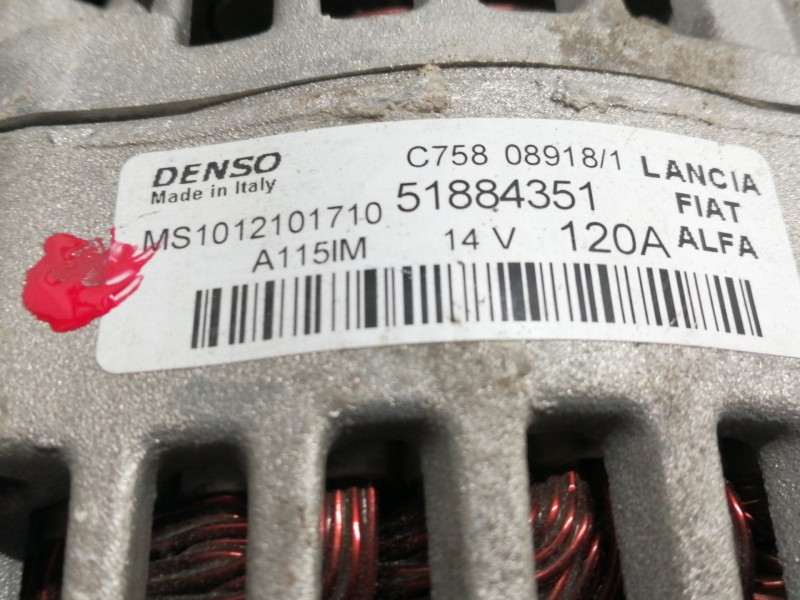 DENSO
Made in Italy
C758 08918/1
51884351
MS1012101710
A115IM
14 V
120A
LANCIA
FIAT
ALFA